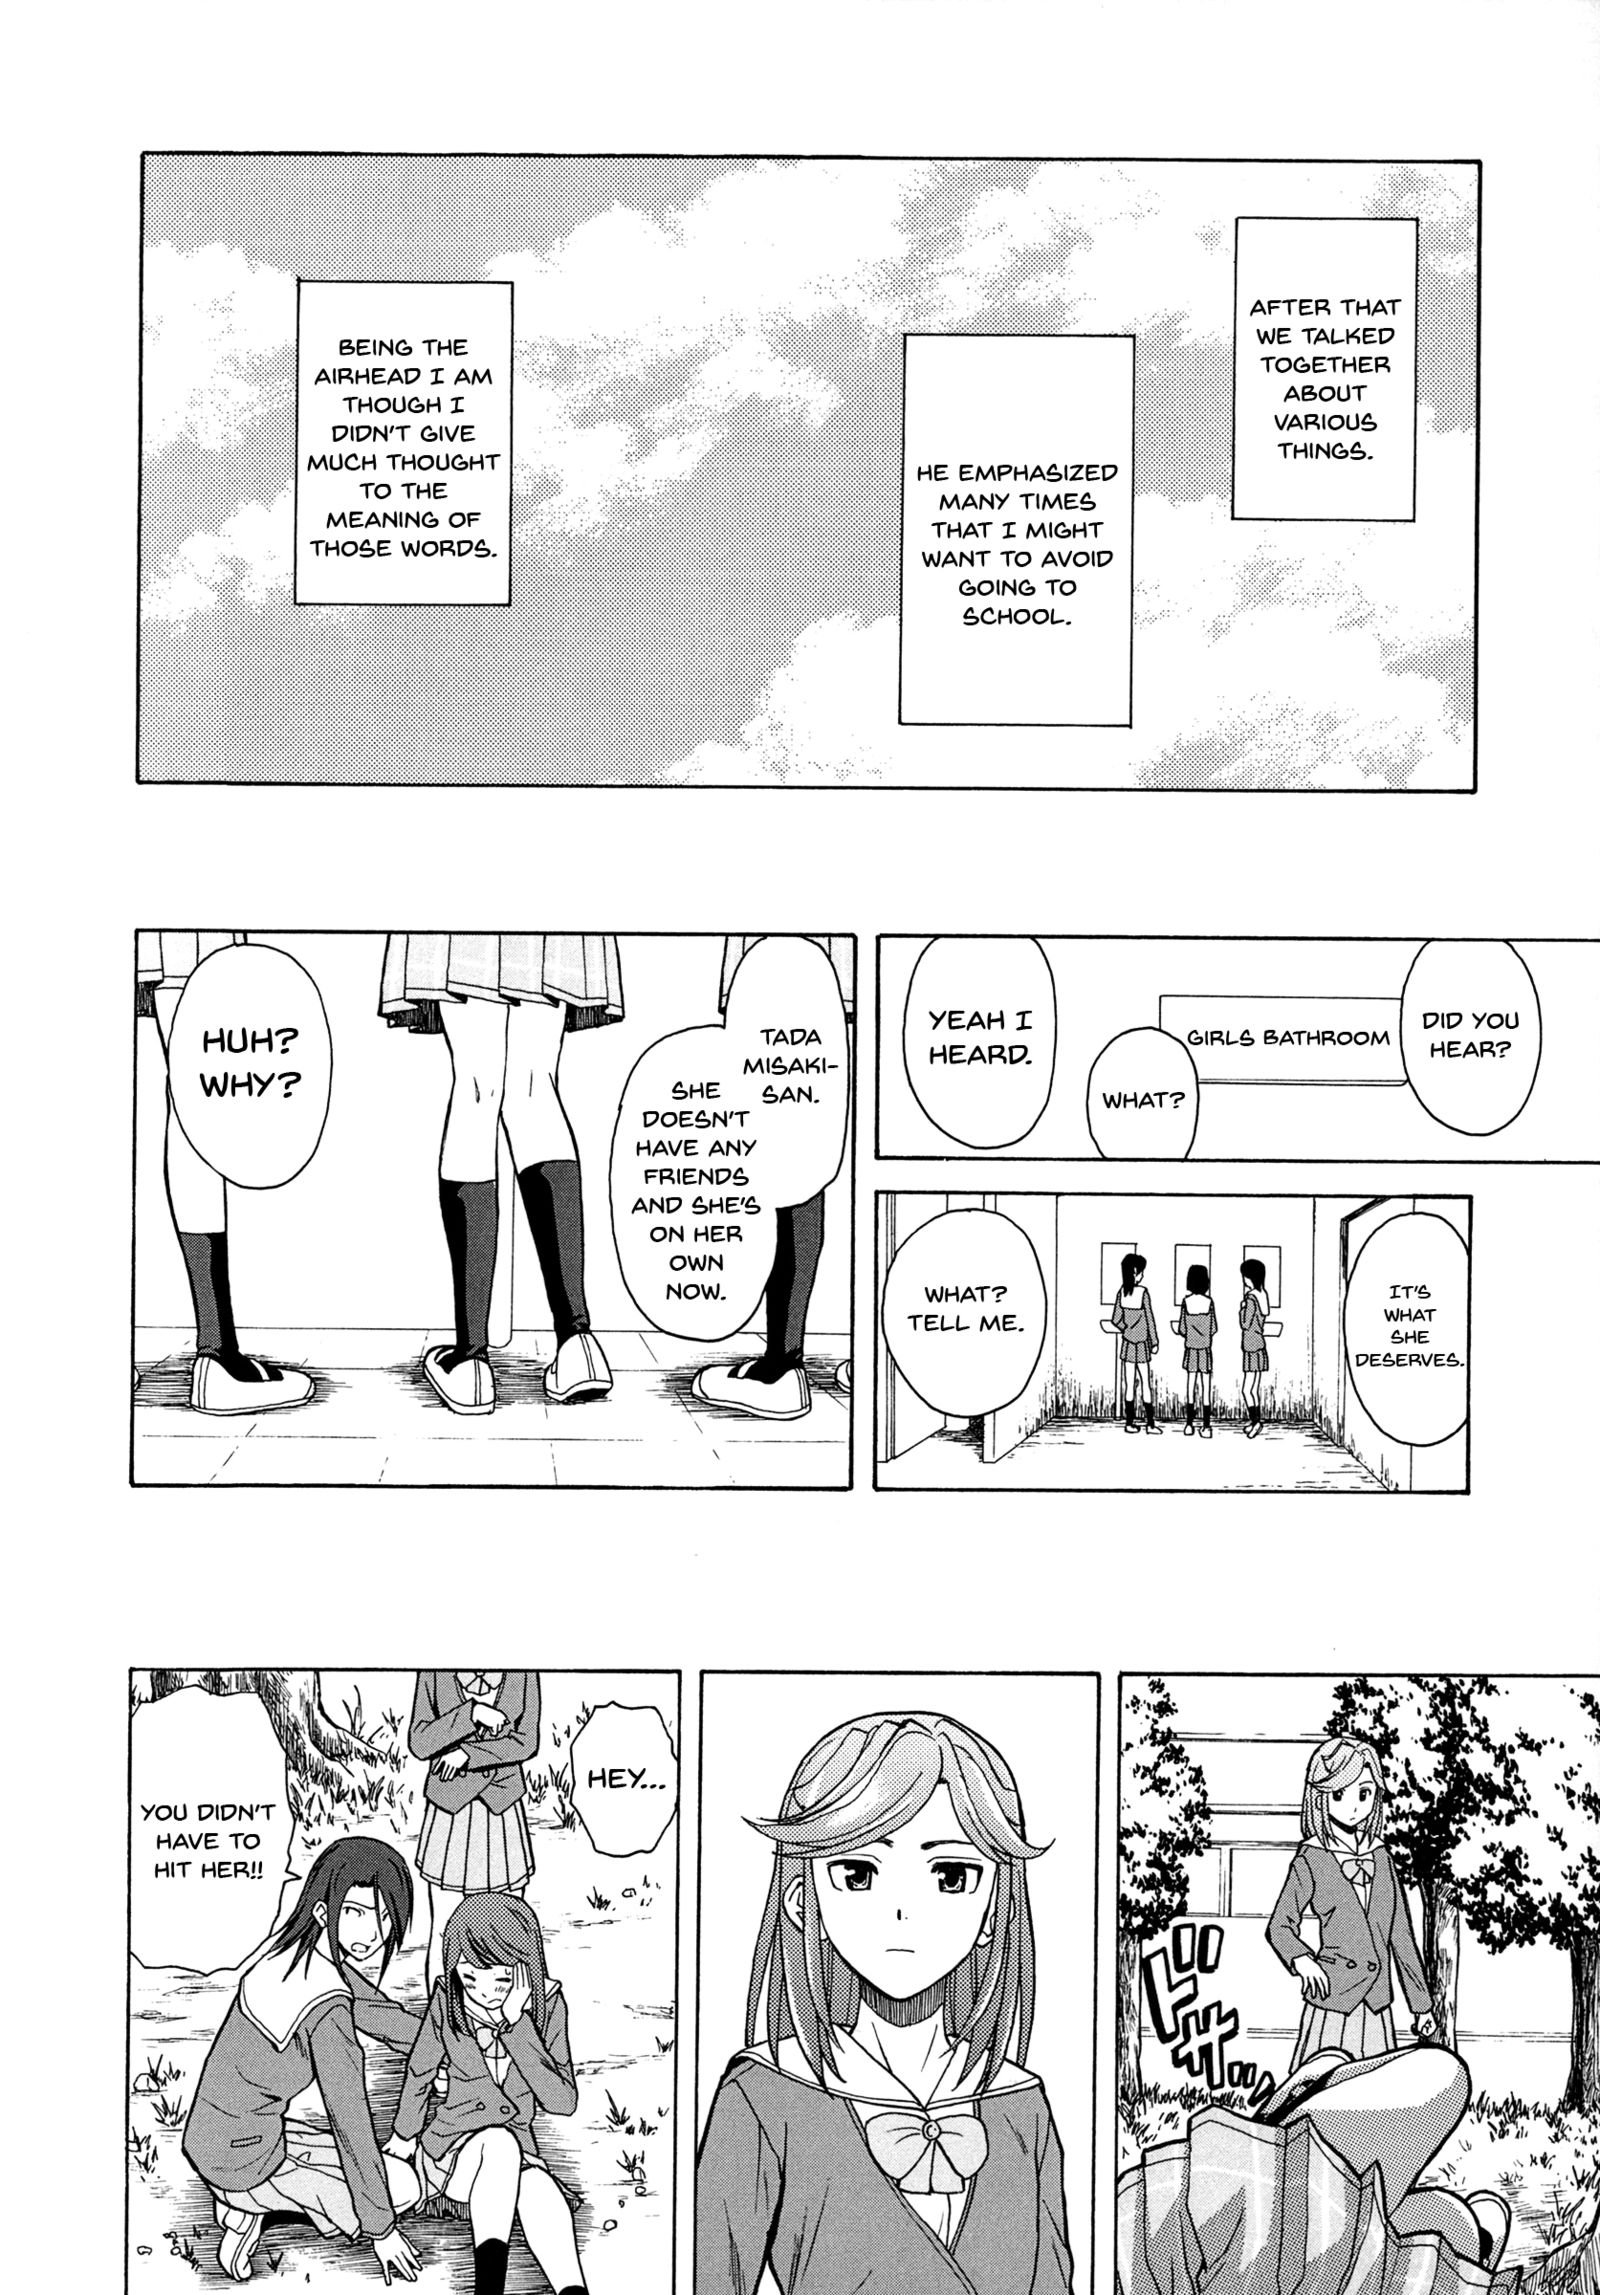 AFTER THAT
WE TALKED
TOGETHER
ABOUT
VARIOUS
THINGS.
HE EMPHASIZED
MANY TIMES
THAT I MIGHT
WANT TO AVOID
GOING TO
SCHOOL.
BEING THE
AIRHEAD I AM
THOUGH I
DIDN'T GIVE
MUCH THOUGHT
TO THE
MEANING OF
THOSE WORDS.
DID YOU
HEAR?
GIRLS BATHROOM
WHAT?
YEAH I
HEARD.
IT'S
WHAT
SHE
DESERVES.
WHAT?
TELL ME.
TADA
MISAKI-
SAN.
SHE
DOESN'T
HAVE ANY
FRIENDS
AND SHE'S
ON HER
OWN
NOW.
HUH?
WHY?
ドザッ
HEY...
YOU DIDN'T
HAVE TO
HIT HER!!